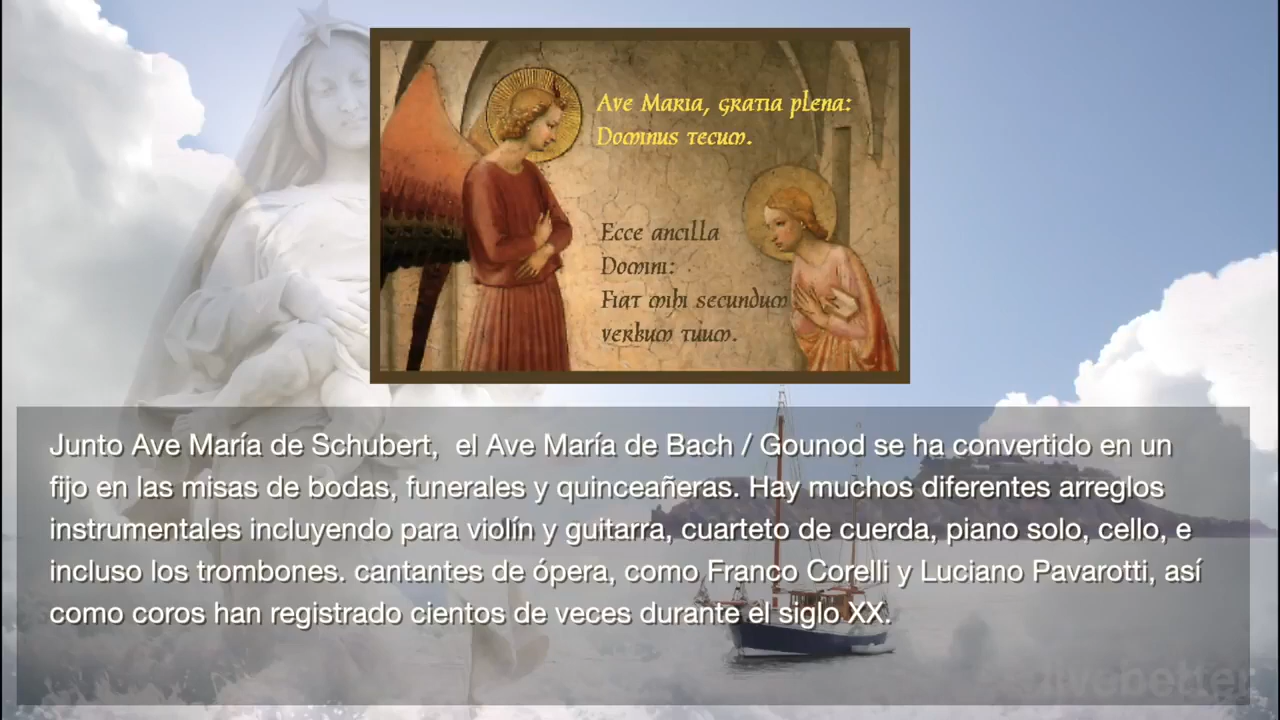 Ave Maria, gratia plena:
Domnus tecum.
Ecce ancilla
Domini:
Fiat mihi secundum
verbum tuum.
Junto Ave María de Schubert,  el Ave María de Bach / Gounod se ha convertido en un
fijo en las misas de bodas, funerales y quinceañeras. Hay muchos diferentes arreglos
instrumentales incluyendo para violín y guitarra, cuarteto de cuerda, piano solo, cello, e
incluso los trombones. cantantes de ópera, como Franco Corelli y Luciano Pavarotti, así
como coros han registrado cientos de veces durante el siglo XX.
livebetter